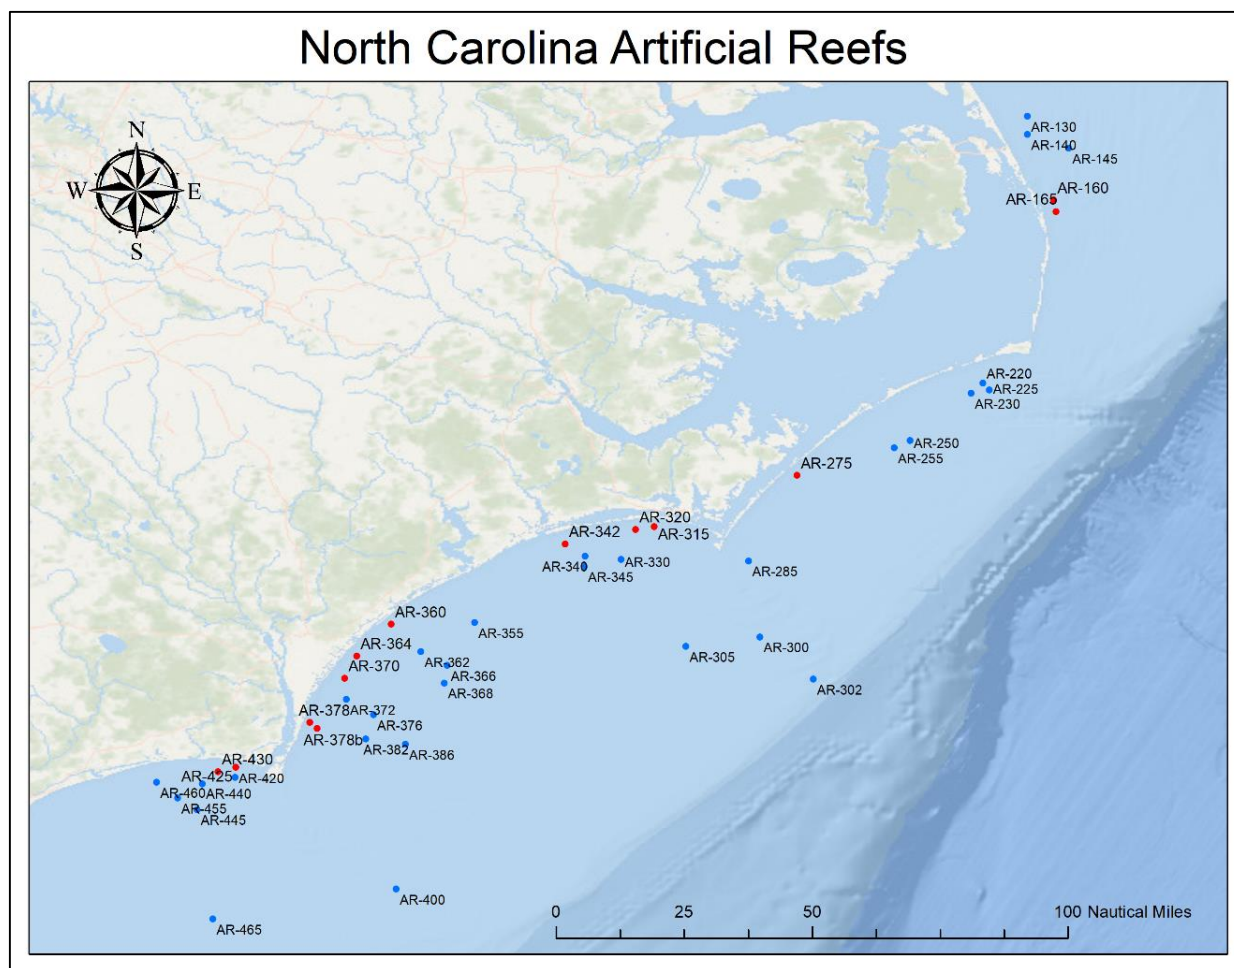 North Carolina Artificial Reefs
N
W E
S
AR-130
AR-140
AR-145
AR-160
AR-165
AR-220
AR-225
AR-230
AR-250
AR-255
AR-275
AR-320
AR-315
AR-342
AR-340
AR-330
AR-345
AR-285
AR-360
AR-355
AR-300
AR-364
AR-305
AR-362
AR-370
AR-366
AR-302
AR-368
AR-378
AR-372
AR-376
AR-378b
AR-382
AR-386
AR-430
AR-425
AR-420
AR-460
AR-440
AR-455
AR-445
AR-400
AR-465
0 25 50 100 Nautical Miles